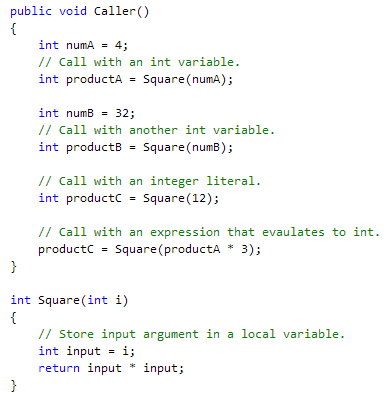 public void Caller()
{
    int numA = 4;
    // Call with an int variable.
    int productA = Square(numA);

    int numB = 32;
    // Call with another int variable.
    int productB = Square(numB);

    // Call with an integer literal.
    int productC = Square(12);

    // Call with an expression that evaulates to int.
    productC = Square(productA * 3);
}

int Square(int i)
{
    // Store input argument in a local variable.
    int input = i;
    return input * input;
}